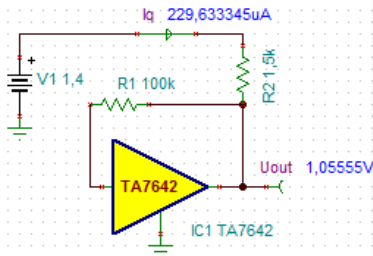 Iq 229,633345uA
V1 1,4
R1 100k
R2 1,5k
TA7642
Uout 1,05555V
IC1 TA7642